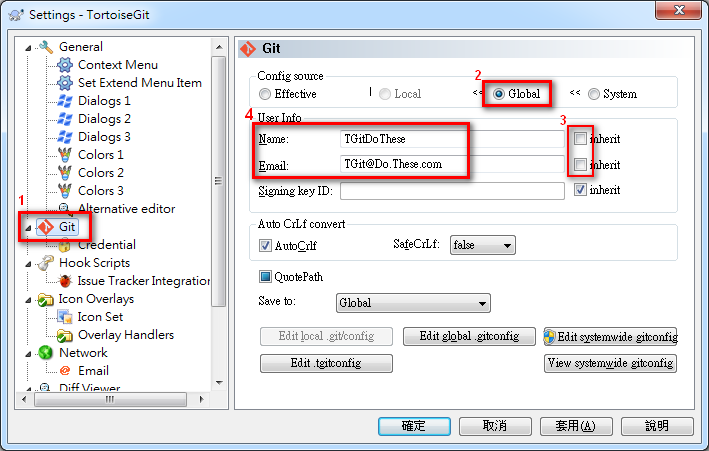 Settings - TortoiseGit
General
Context Menu
Set Extend Menu Item
Dialogs 1
Dialogs 2
Dialogs 3
Colors 1
Colors 2
Colors 3
Alternative editor
1
Git
Credential
Hook Scripts
Issue Tracker Integration
Icon Overlays
Icon Set
Overlay Handlers
Network
Email
Diff Viewer
Git
Config source
2
Effective | Local << Global << System
4 User Info 3
Name: TGitDoThese inherit
Email: TGit@Do.These.com inherit
Signing key ID: inherit
Auto CrLf convert
AutoCrlf SafeCrLf: false
QuotePath
Save to: Global
Edit local .git/config Edit global .gitconfig Edit systemwide gitconfig
Edit .tgitconfig View systemwide gitconfig
確定 取消 套用(A) 說明